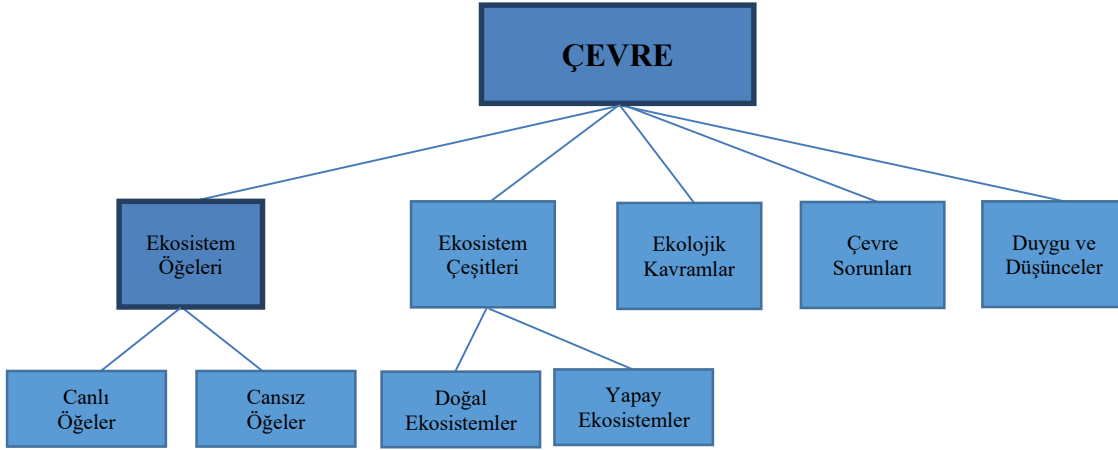 ÇEVRE
Ekosistem
Öğeleri
Ekosistem
Çeşitleri
Ekolojik
Kavramlar
Çevre
Sorunları
Duygu ve
Düşünceler
Canlı
Öğeler
Cansız
Öğeler
Doğal
Ekosistemler
Yapay
Ekosistemler